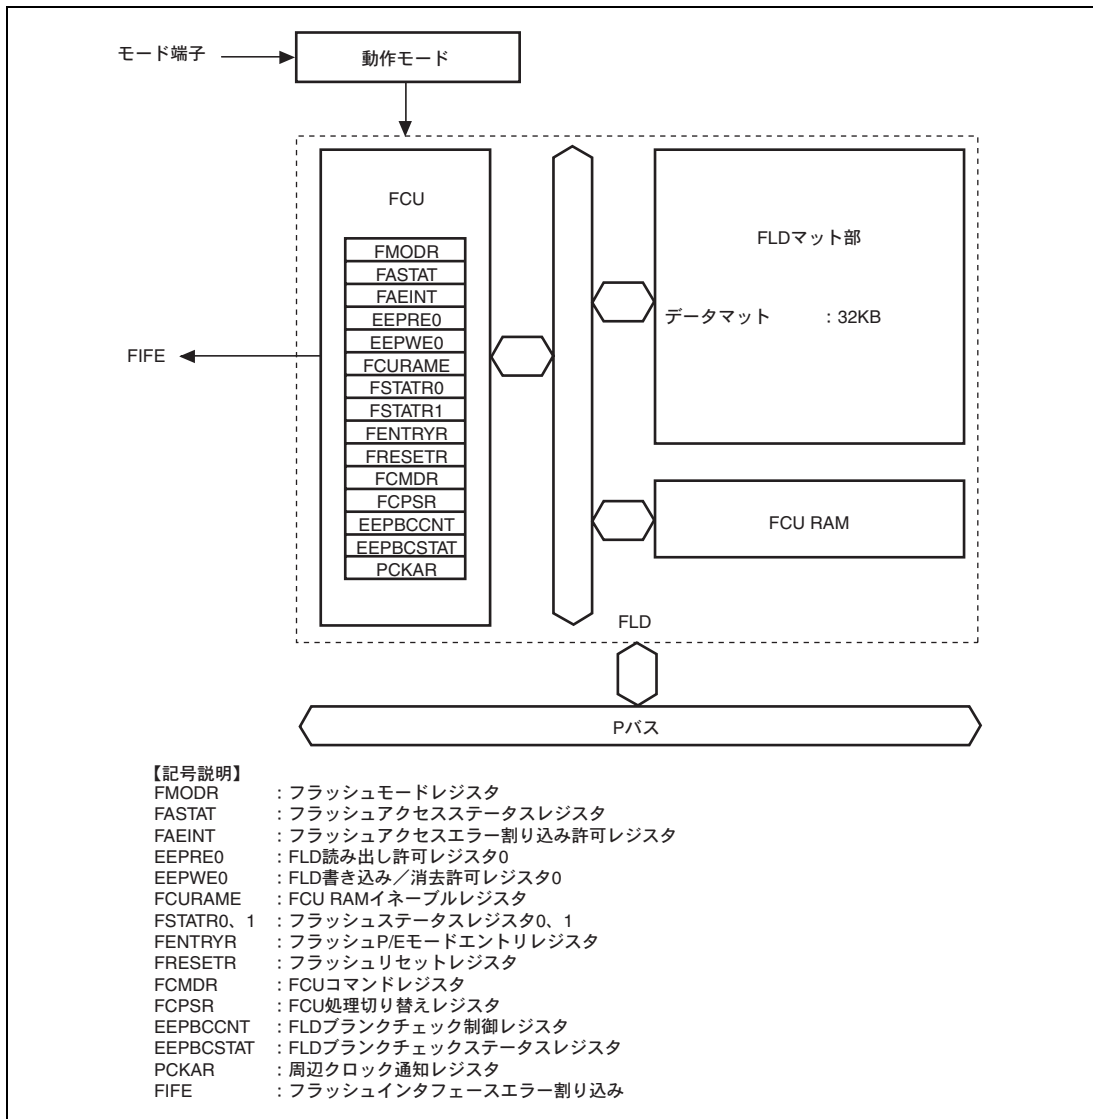 モード端子
動作モード
FCU
FMODR
FASTAT
FAEINT
EEPRE0
EEPWE0
FCURAME
FSTATR0
FSTATR1
FENTRYR
FRESETR
FCMDR
FCPSR
EEPBCCNT
EEPBCSTAT
PCKAR
FIFE
FLDマット部
データマット : 32KB
FCU RAM
FLD
Pバス
【記号説明】
FMODR : フラッシュモードレジスタ
FASTAT : フラッシュアクセスステータスレジスタ
FAEINT : フラッシュアクセスエラー割り込み許可レジスタ
EEPRE0 : FLD読み出し許可レジスタ0
EEPWE0 : FLD書き込み／消去許可レジスタ0
FCURAME : FCU RAMイネーブルレジスタ
FSTATR0、1 : フラッシュステータスレジスタ0、1
FENTRYR : フラッシュP/Eモードエントリレジスタ
FRESETR : フラッシュリセットレジスタ
FCMDR : FCUコマンドレジスタ
FCPSR : FCU処理切り替えレジスタ
EEPBCCNT : FLDブランクチェック制御レジスタ
EEPBCSTAT : FLDブランクチェックステータスレジスタ
PCKAR : 周辺クロック通知レジスタ
FIFE : フラッシュインタフェースエラー割り込み